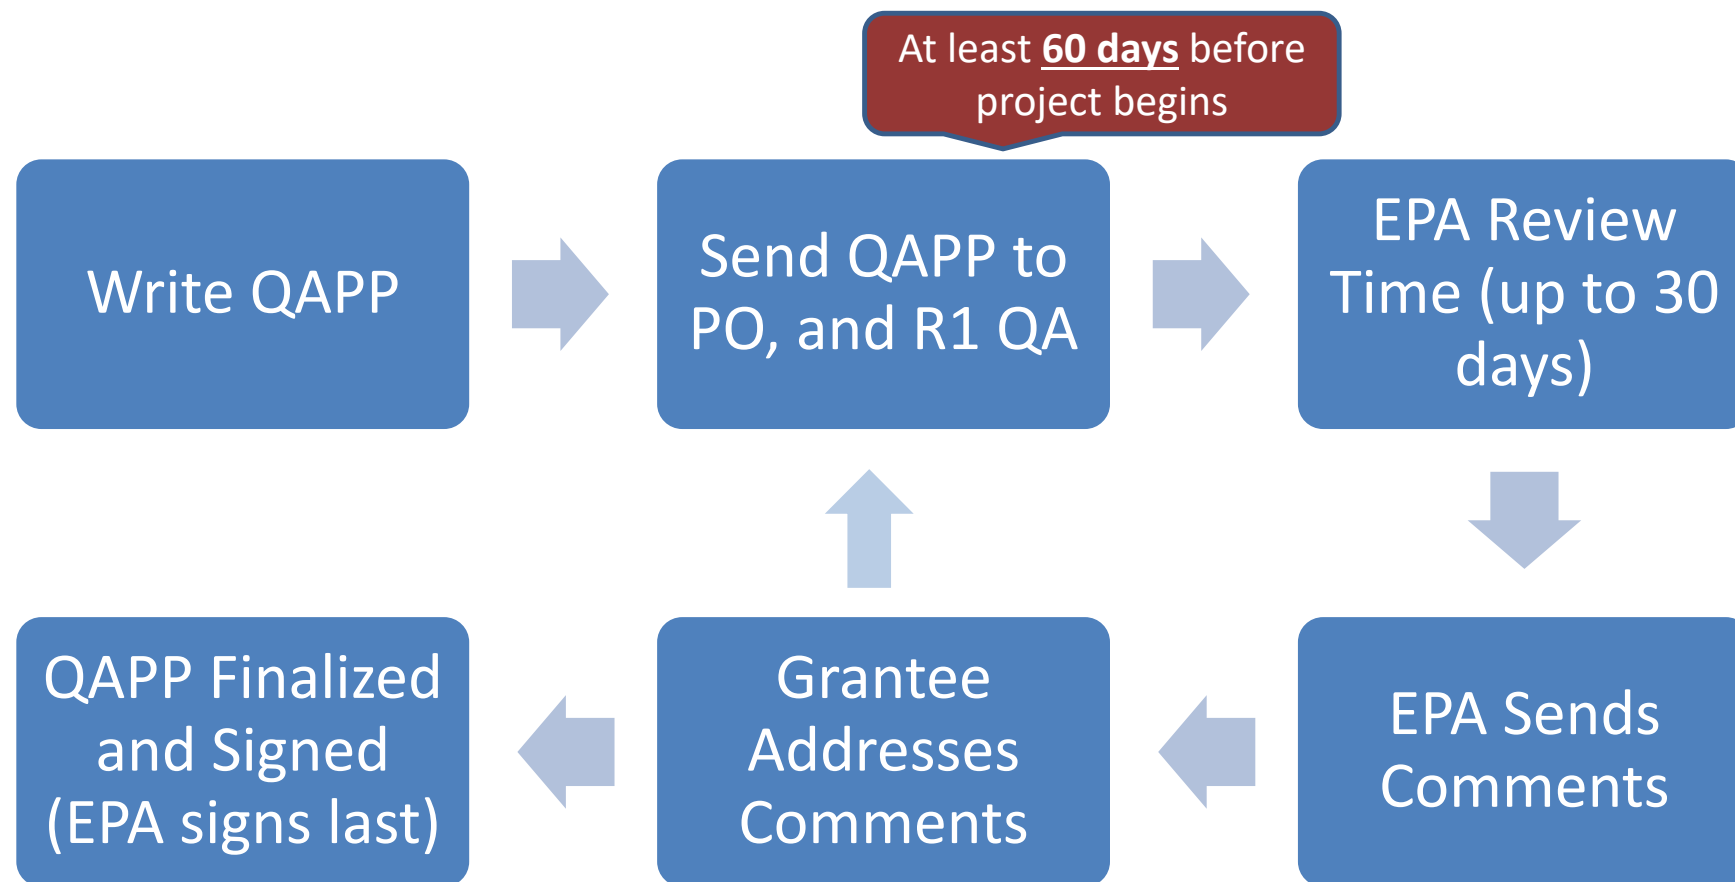 At least 60 days before
project begins
Write QAPP
Send QAPP to
PO, and R1 QA
EPA Review
Time (up to 30
days)
EPA Sends
Comments
Grantee
Addresses
Comments
QAPP Finalized
and Signed
(EPA signs last)